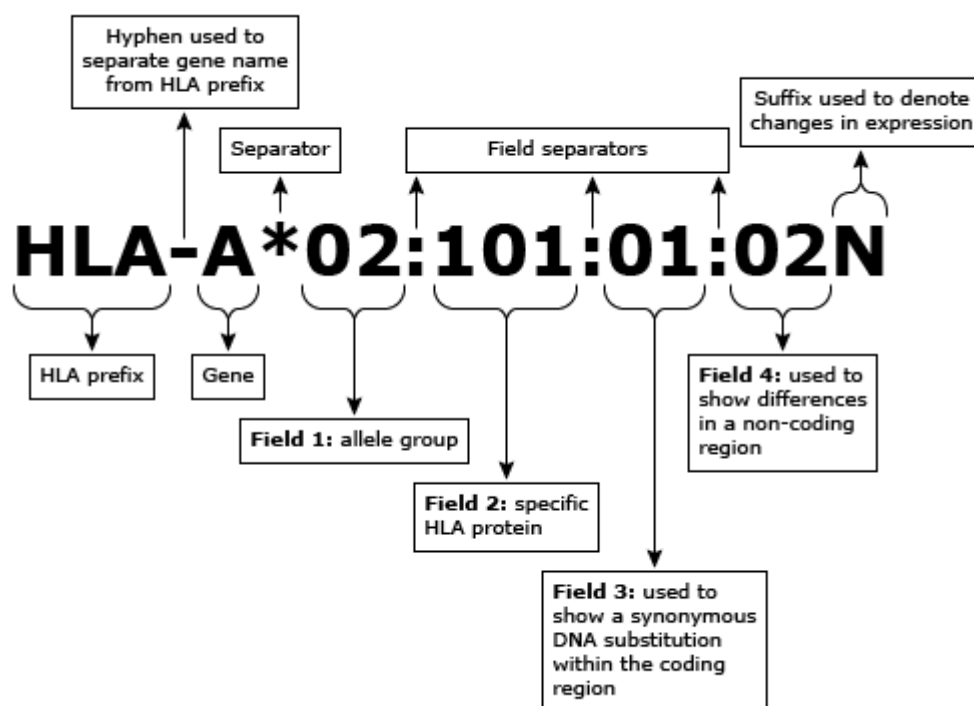 Hyphen used to
separate gene name
from HLA prefix
Suffix used to denote
changes in expression
Separator
Field separators
HLA-A*02:101:01:02N
HLA prefix
Gene
Field 1: allele group
Field 2: specific
HLA protein
Field 3: used to
show a synonymous
DNA substitution
within the coding
region
Field 4: used to
show differences
in a non-coding
region